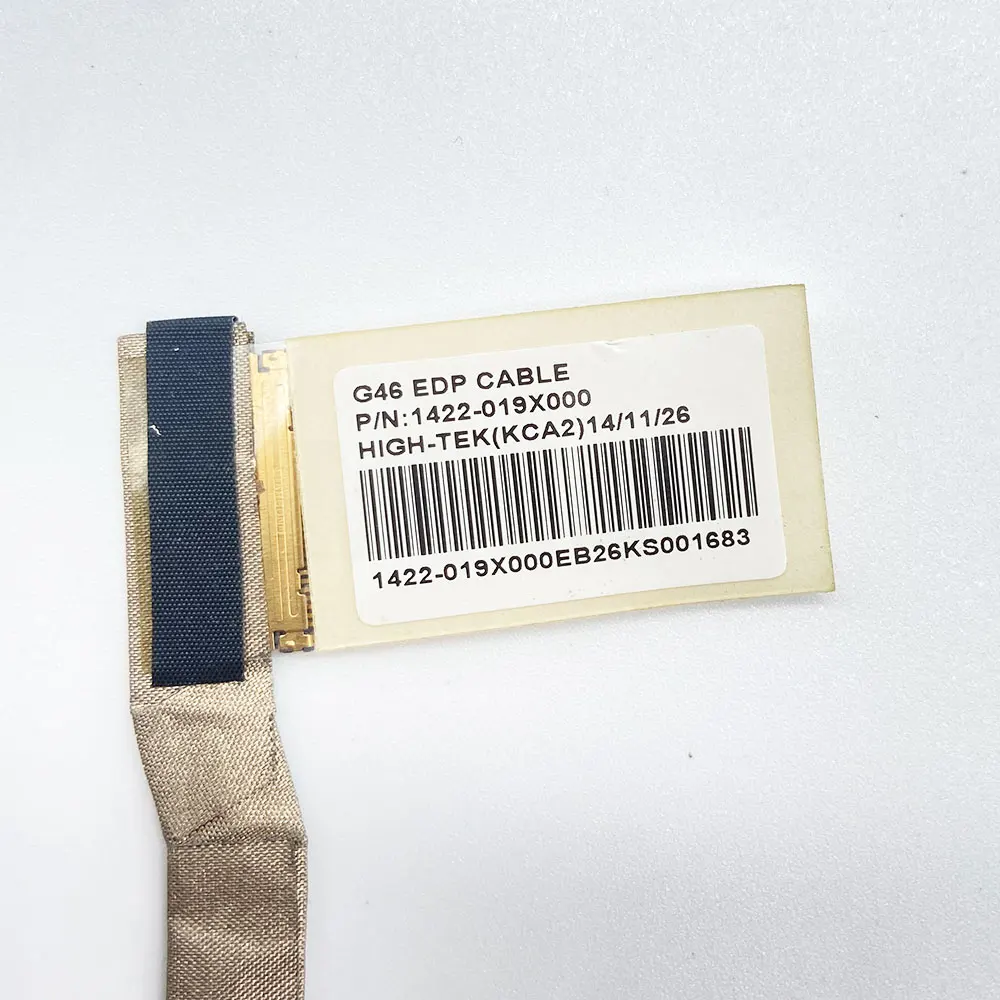 G46 EDP CABLE
P/N:1422-019X000
HIGH-TEK(KCA2)14/11/26
1422-019X000EB26KS001683